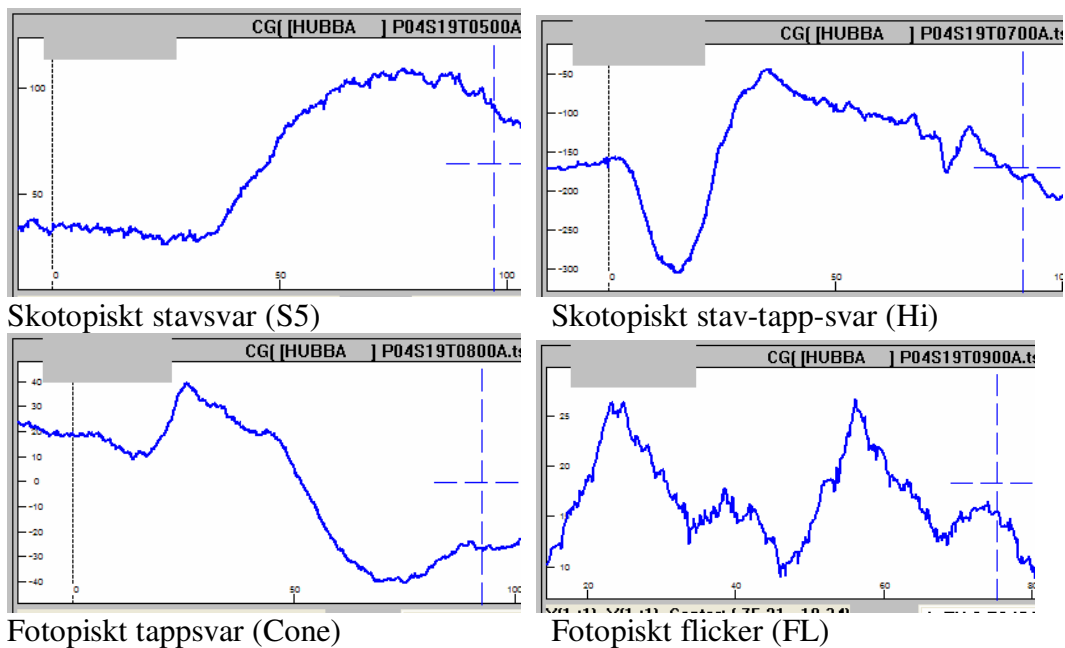 CG( [HUBBA ] P04S19T0500A
100
50
0 50 100
Skotopiskt stavsvar (S5)
CG( [HUBBA ] P04S19T0700A.ts
-50
-100
-150
-200
-250
-300
0 50 10
Skotopiskt stav-tapp-svar (Hi)
CG( [HUBBA ] P04S19T0800A.ts
40
30
20
10
0
-10
-20
-30
-40
0 50 100
Fotopiskt tappsvar (Cone)
CG( [HUBBA ] P04S19T0900A.ts
25
20
15
10
20 40 60 80
Fotopiskt flicker (FL)